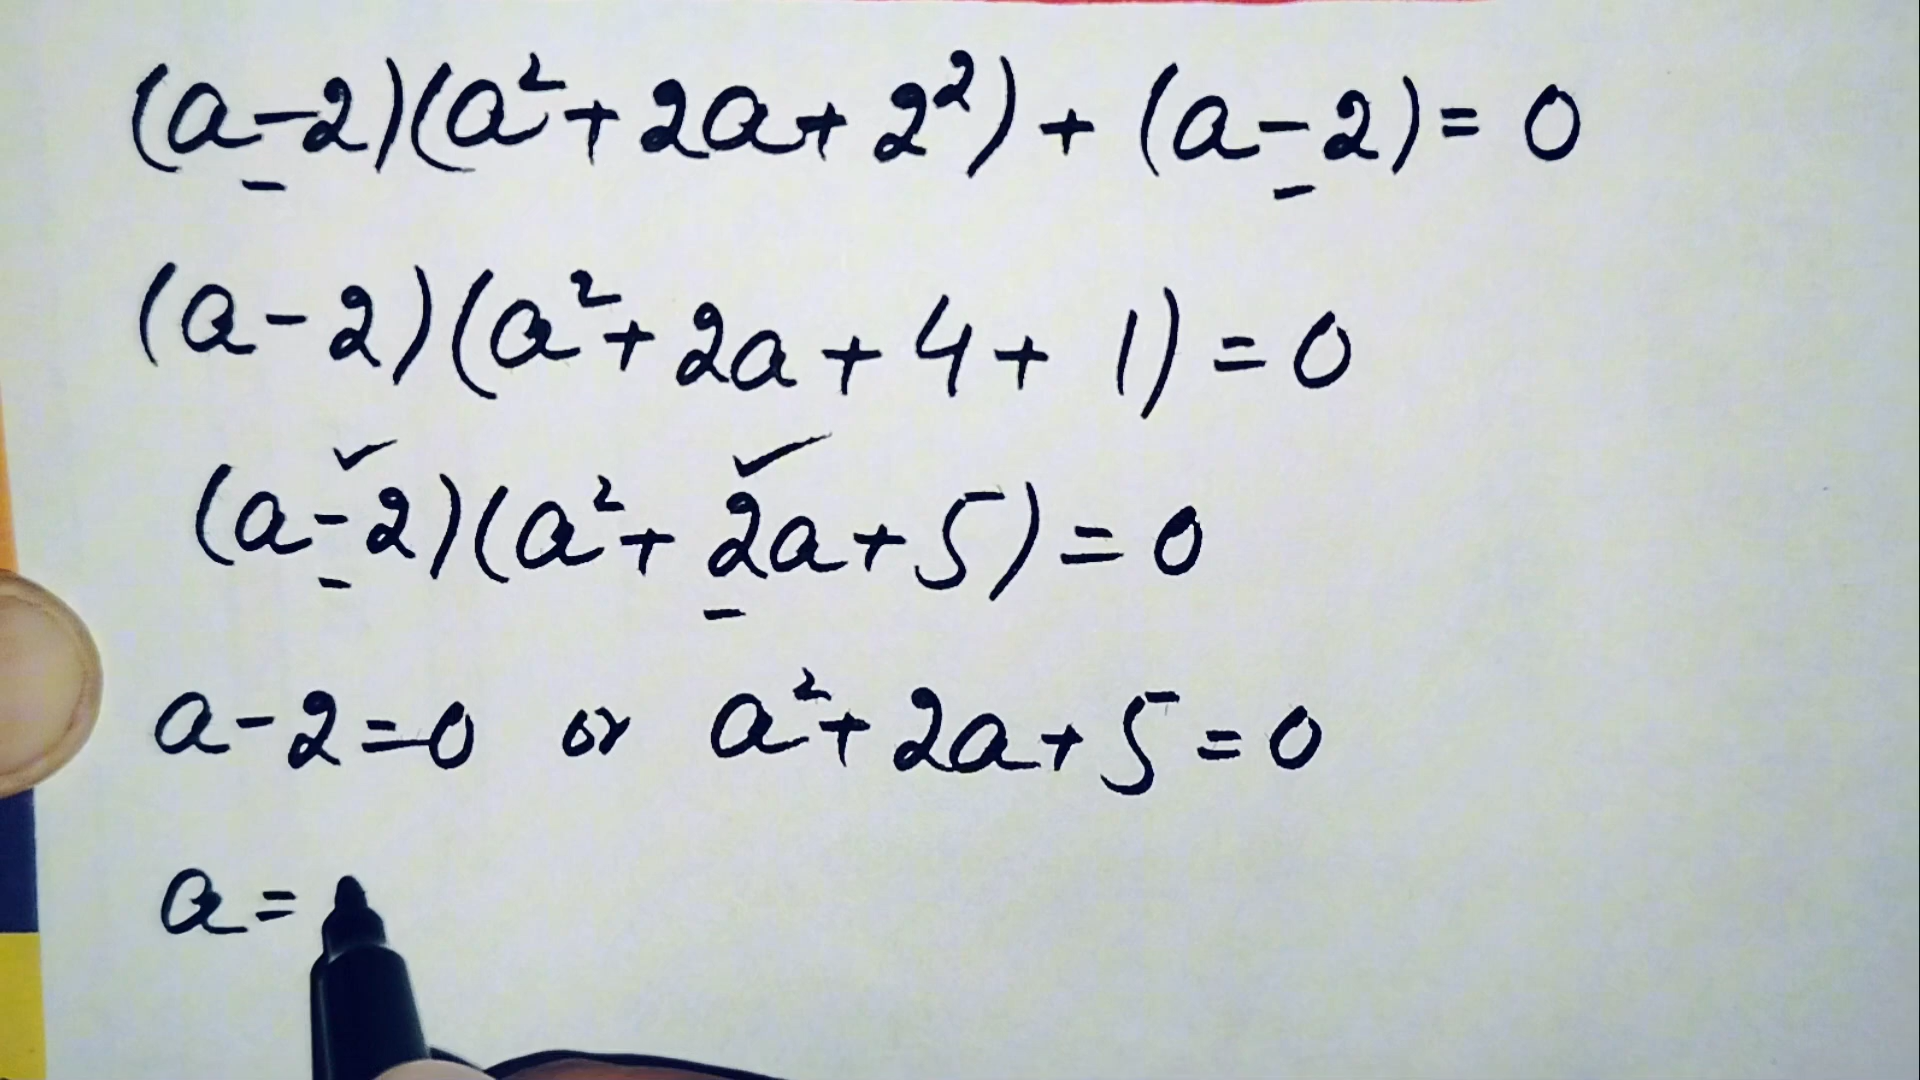 (a-2)(a²+2a+2²)+(a-2)=0
(a-2)(a²+2a+4+1)=0
(a-2)(a²+2a+5)=0
a-2=0 or a²+2a+5=0
a=